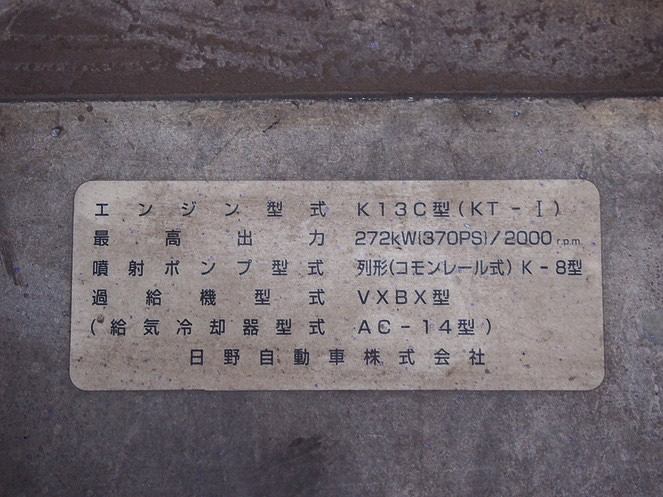 エンジン型式 K13C型(KT-Ⅰ)
最高出力 272kW{370PS}/2000r.p.m
噴射ポンプ型式 列形(コモンレール式)K-8型
過給機型式 VXBX型
(給気冷却器型式 AC-14型)
日野自動車株式会社